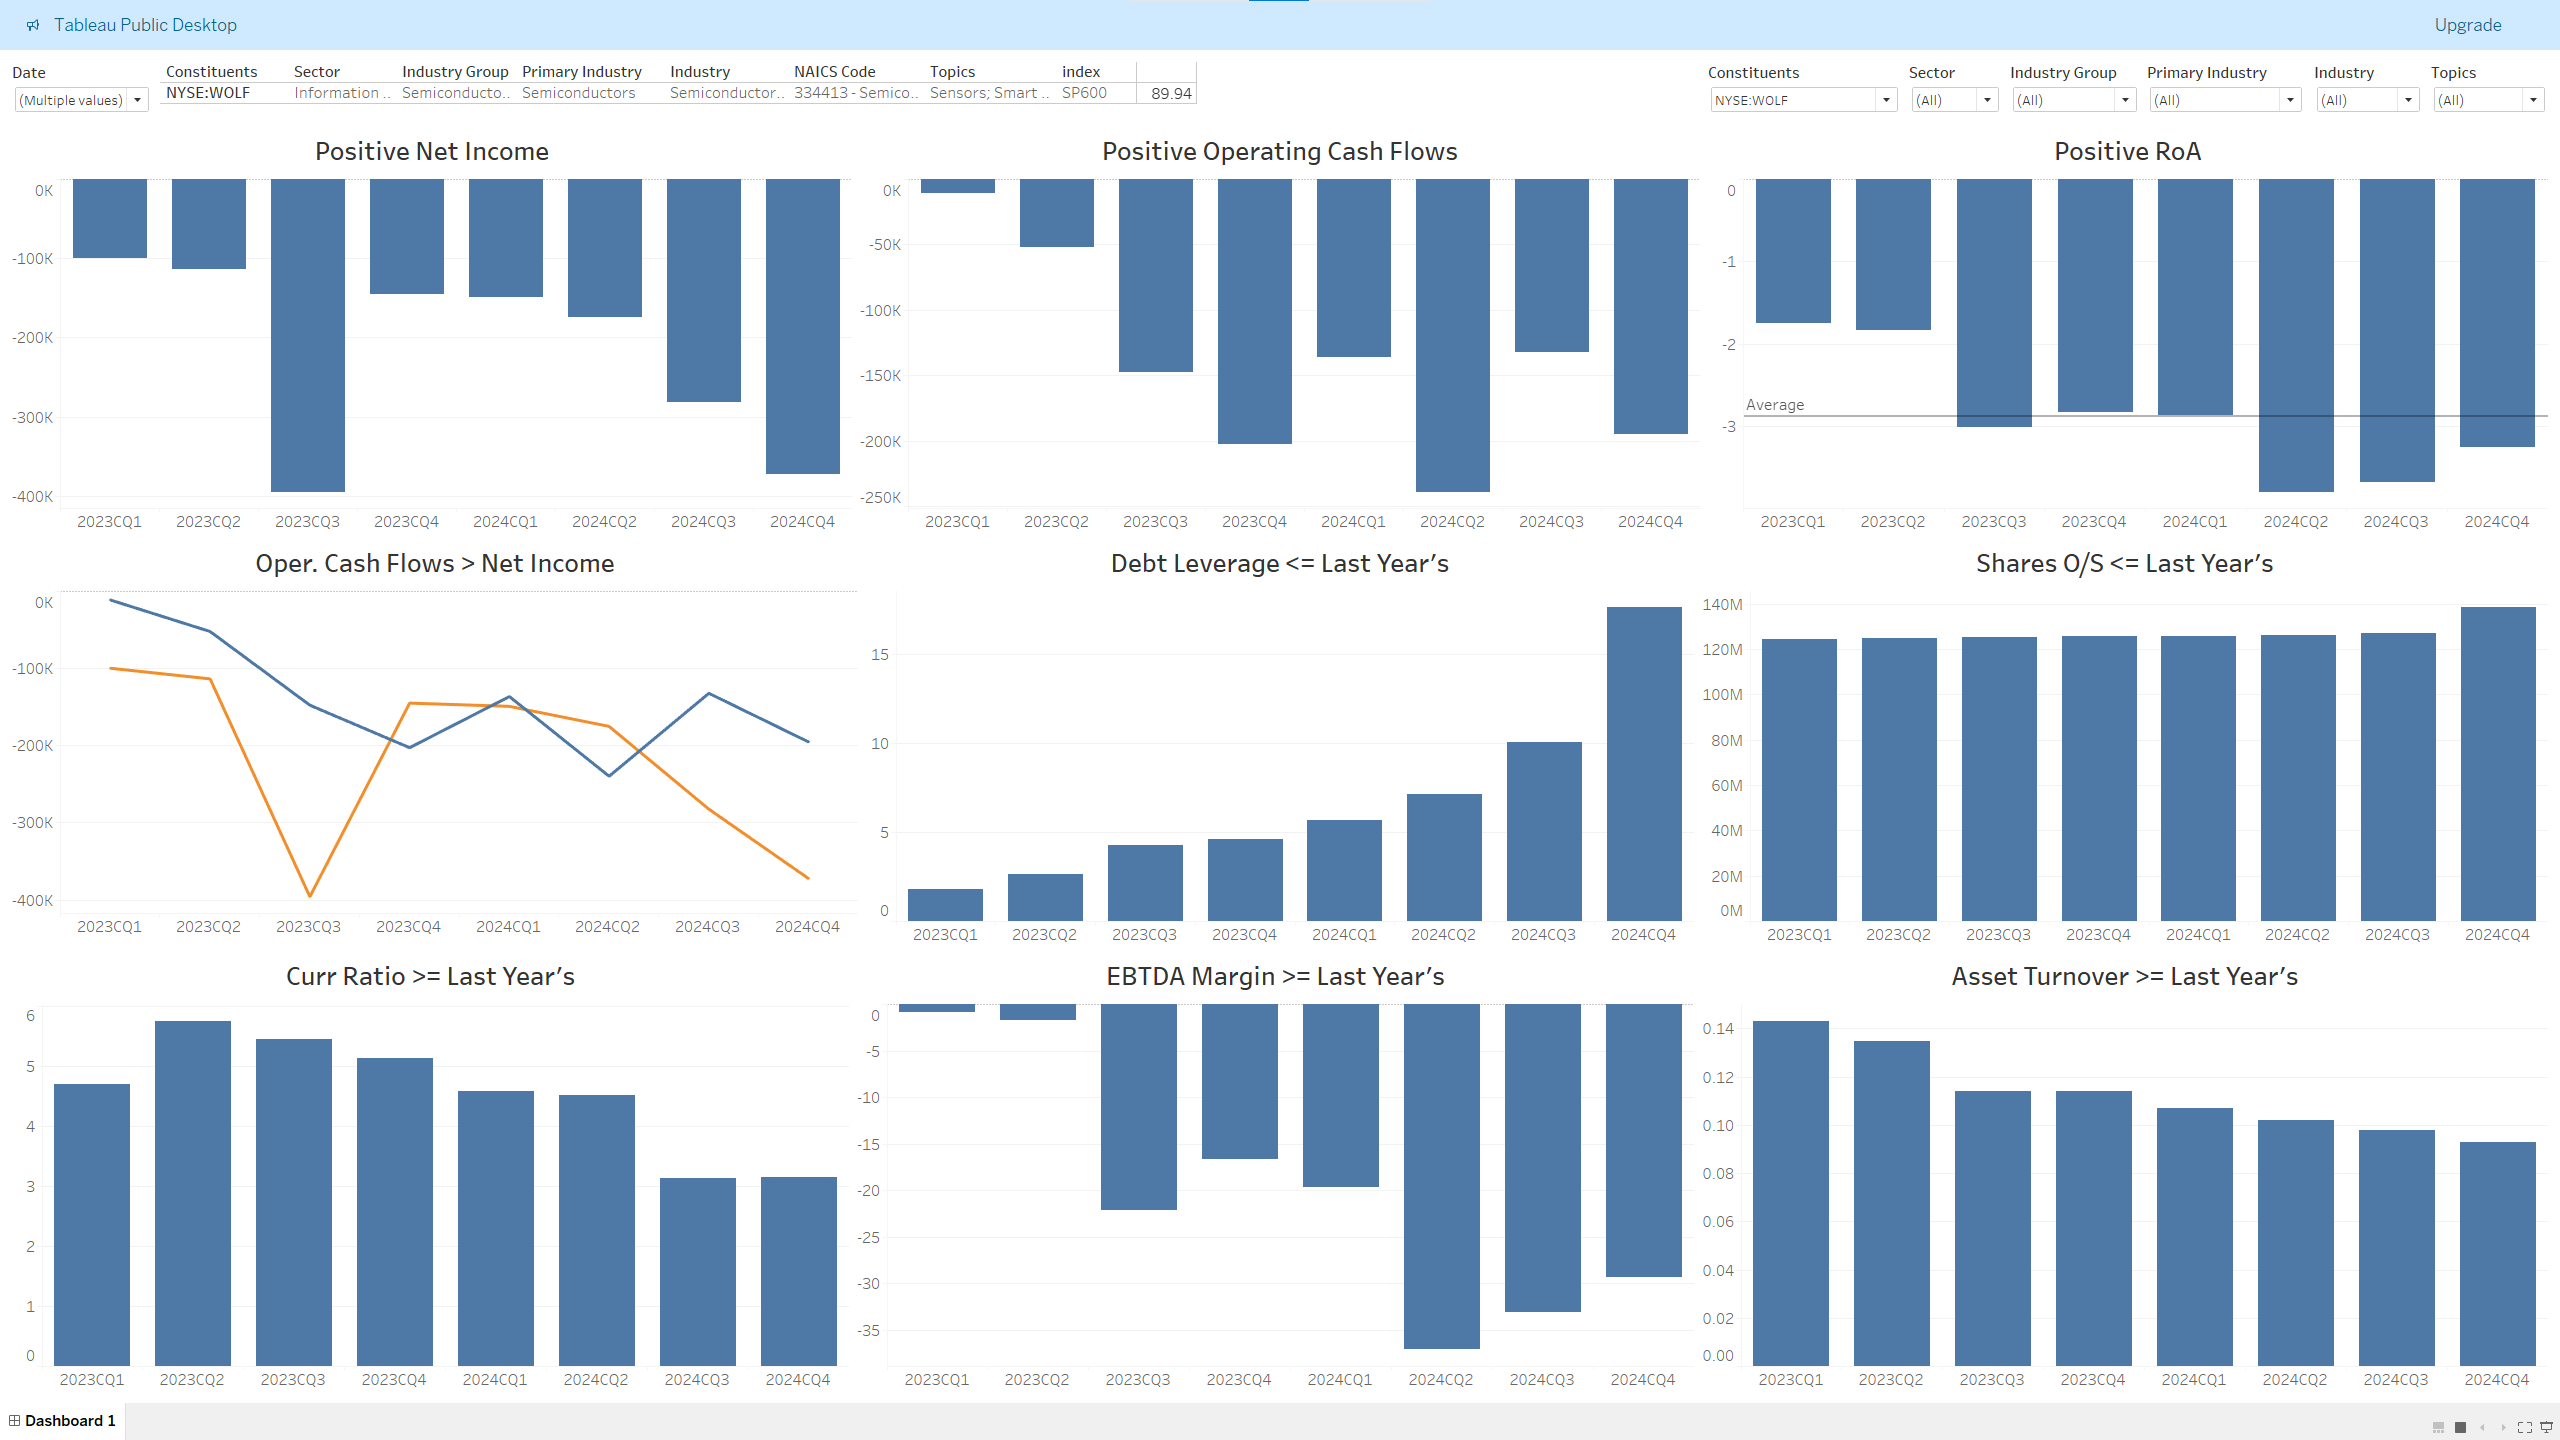 Tableau Public Desktop
Upgrade
Date
(Multiple values)
Constituents Sector Industry Group Primary Industry Industry NAICS Code Topics index
NYSE:WOLF Information .. Semiconducto.. Semiconductors Semiconductor.. 334413 - Semico.. Sensors; Smart .. SP600 89.94
Constituents Sector Industry Group Primary Industry Industry Topics
NYSE:WOLF (All) (All) (All) (All) (All)
Positive Net Income
0K
-100K
-200K
-300K
-400K
2023CQ1 2023CQ2 2023CQ3 2023CQ4 2024CQ1 2024CQ2 2024CQ3 2024CQ4
Positive Operating Cash Flows
0K
-50K
-100K
-150K
-200K
-250K
2023CQ1 2023CQ2 2023CQ3 2023CQ4 2024CQ1 2024CQ2 2024CQ3 2024CQ4
Positive RoA
0
-1
-2
Average
-3
2023CQ1 2023CQ2 2023CQ3 2023CQ4 2024CQ1 2024CQ2 2024CQ3 2024CQ4
Oper. Cash Flows > Net Income
0K
-100K
-200K
-300K
-400K
2023CQ1 2023CQ2 2023CQ3 2023CQ4 2024CQ1 2024CQ2 2024CQ3 2024CQ4
Debt Leverage <= Last Year’s
15
10
5
0
2023CQ1 2023CQ2 2023CQ3 2023CQ4 2024CQ1 2024CQ2 2024CQ3 2024CQ4
Shares O/S <= Last Year’s
140M
120M
100M
80M
60M
40M
20M
0M
2023CQ1 2023CQ2 2023CQ3 2023CQ4 2024CQ1 2024CQ2 2024CQ3 2024CQ4
Curr Ratio >= Last Year’s
6
5
4
3
2
1
0
2023CQ1 2023CQ2 2023CQ3 2023CQ4 2024CQ1 2024CQ2 2024CQ3 2024CQ4
EBTDA Margin >= Last Year’s
0
-5
-10
-15
-20
-25
-30
-35
2023CQ1 2023CQ2 2023CQ3 2023CQ4 2024CQ1 2024CQ2 2024CQ3 2024CQ4
Asset Turnover >= Last Year’s
0.14
0.12
0.10
0.08
0.06
0.04
0.02
0.00
2023CQ1 2023CQ2 2023CQ3 2023CQ4 2024CQ1 2024CQ2 2024CQ3 2024CQ4
Dashboard 1